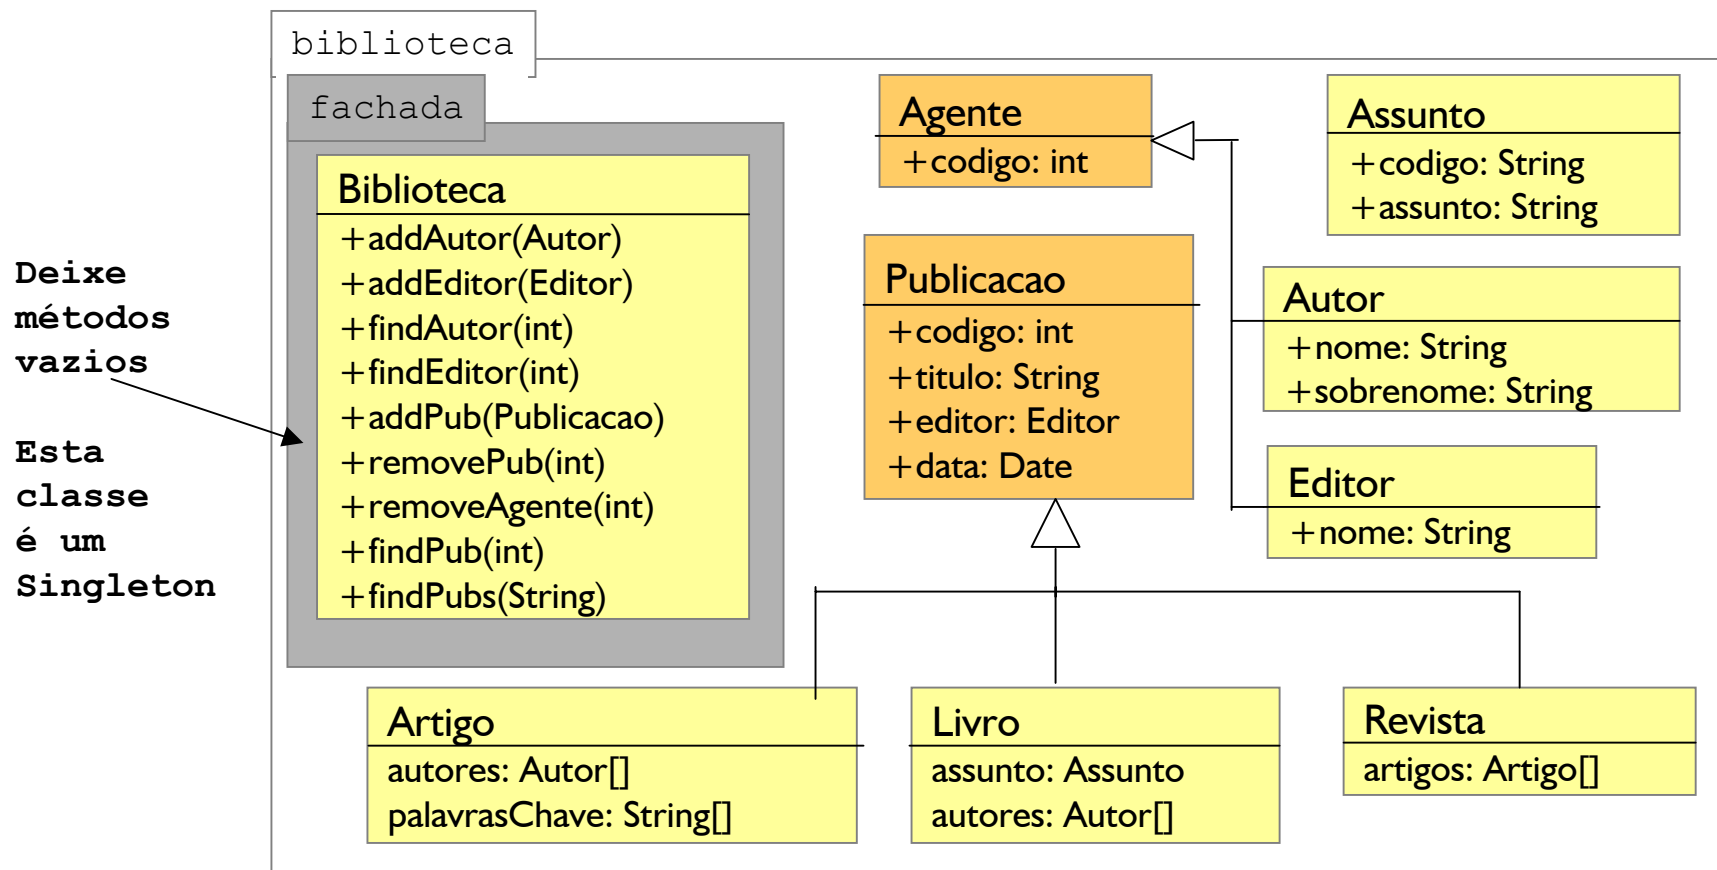 biblioteca
fachada
Biblioteca
+addAutor(Autor)
+addEditor(Editor)
+findAutor(int)
+findEditor(int)
+addPub(Publicacao)
+removePub(int)
+removeAgente(int)
+findPub(int)
+findPubs(String)
Deixe
métodos
vazios
Esta
classe
é um
Singleton
Agente
+codigo: int
Assunto
+codigo: String
+assunto: String
Publicacao
+codigo: int
+titulo: String
+editor: Editor
+data: Date
Autor
+nome: String
+sobrenome: String
Editor
+nome: String
Artigo
autores: Autor[]
palavrasChave: String[]
Livro
assunto: Assunto
autores: Autor[]
Revista
artigos: Artigo[]